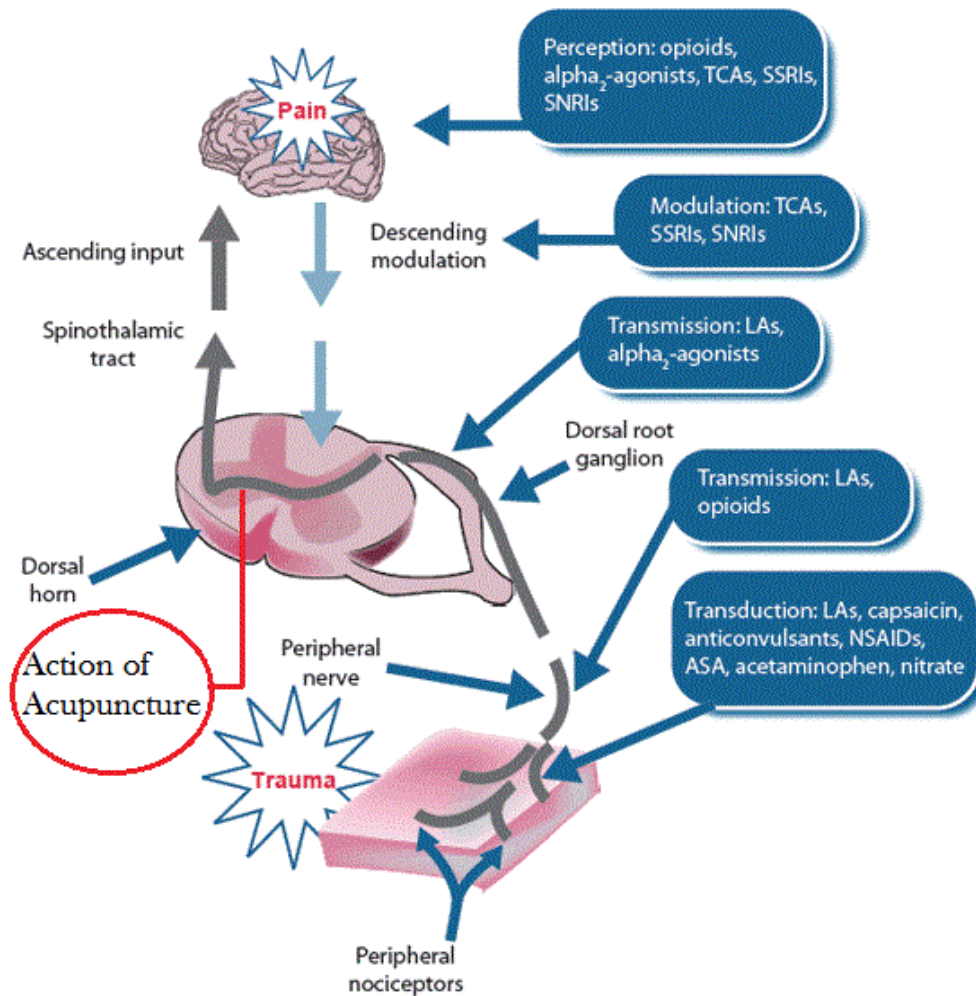 Perception: opioids,
alpha₂-agonists, TCAs, SSRIs,
SNRIs
Pain
Modulation: TCAs,
SSRIs, SNRIs
Descending
modulation
Ascending input
Spinothalamic
tract
Transmission: LAs,
alpha₂-agonists
Dorsal root
ganglion
Transmission: LAs,
opioids
Dorsal
horn
Transduction: LAs, capsaicin,
anticonvulsants, NSAIDs,
ASA, acetaminophen, nitrate
Action of
Acupuncture
Peripheral
nerve
Trauma
Peripheral
nociceptors